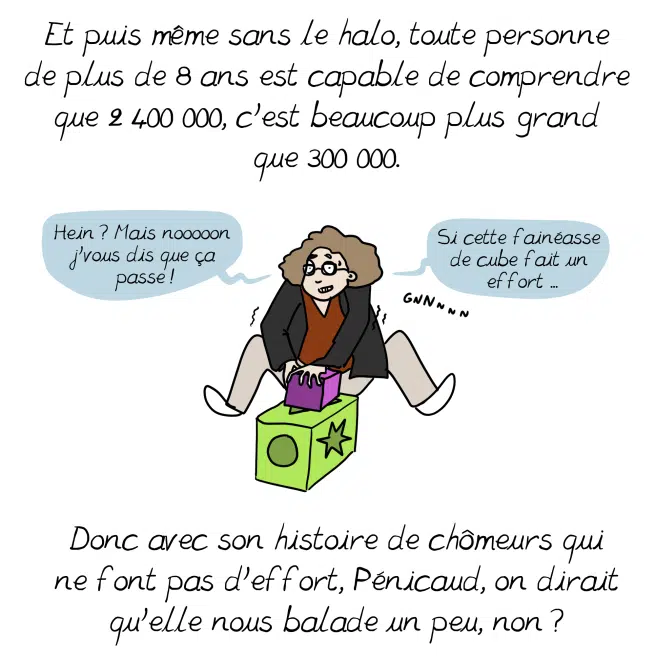 Et puis même sans le halo, toute personne
de plus de 8 ans est capable de comprendre
que 2 400 000, c'est beaucoup plus grand
que 300 000.
Hein ? Mais nooooon
j'vous dis que ça
passe !
Si cette fainéasse
de cube fait un
effort ...
GNNNNN
Donc avec son histoire de chômeurs qui
ne font pas d'effort, Pénicaud, on dirait
qu'elle nous balade un peu, non ?